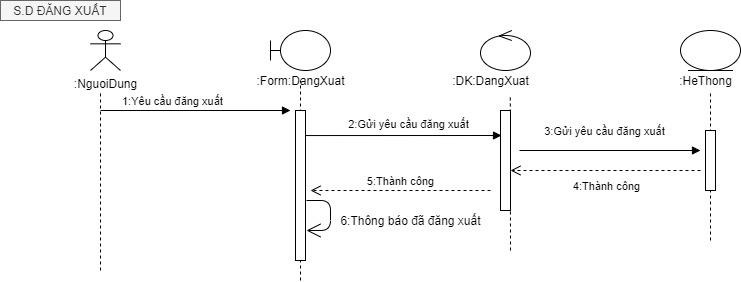 S.D ĐĂNG XUẤT
:NguoiDung
:Form:DangXuat
:DK:DangXuat
:HeThong
1:Yêu cầu đăng xuất
2:Gửi yêu cầu đăng xuất
3:Gửi yêu cầu đăng xuất
4:Thành công
5:Thành công
6:Thông báo đã đăng xuất